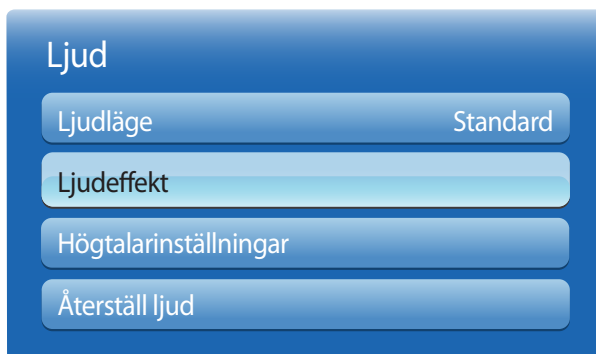 Ljud
Ljudläge Standard
Ljudeffekt
Högtalarinställningar
Återställ ljud